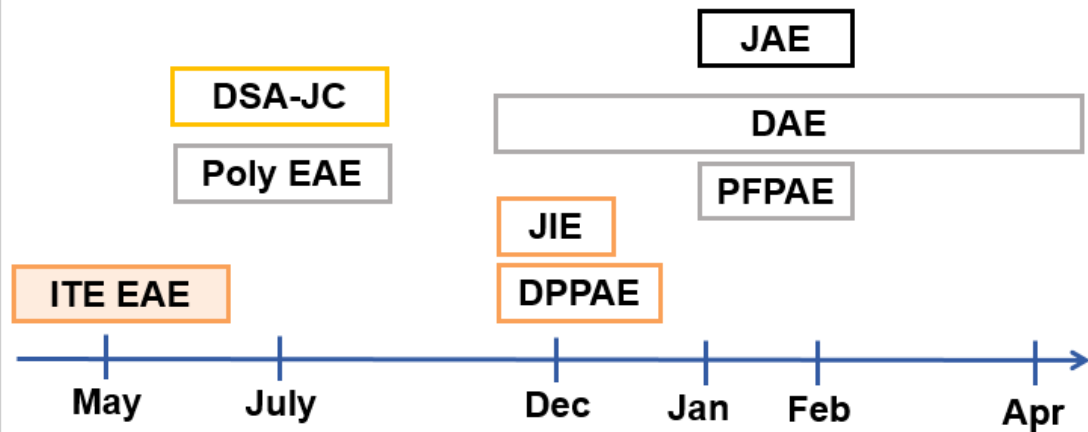 JAE
DSA-JC
DAE
Poly EAE
PFPAE
JIE
ITE EAE
DPPAE
May
July
Dec
Jan
Feb
Apr